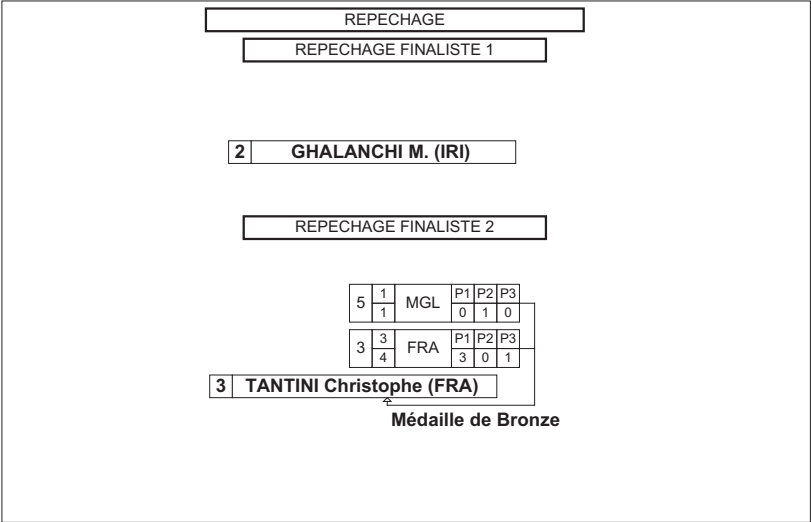 REPECHAGE
REPECHAGE FINALISTE 1
2 GHALANCHI M. (IRI)
REPECHAGE FINALISTE 2
5 1 MGL P1 P2 P3
1 0 1 0
3 3 FRA P1 P2 P3
4 3 0 1
3 TANTINI Christophe (FRA)
Médaille de Bronze